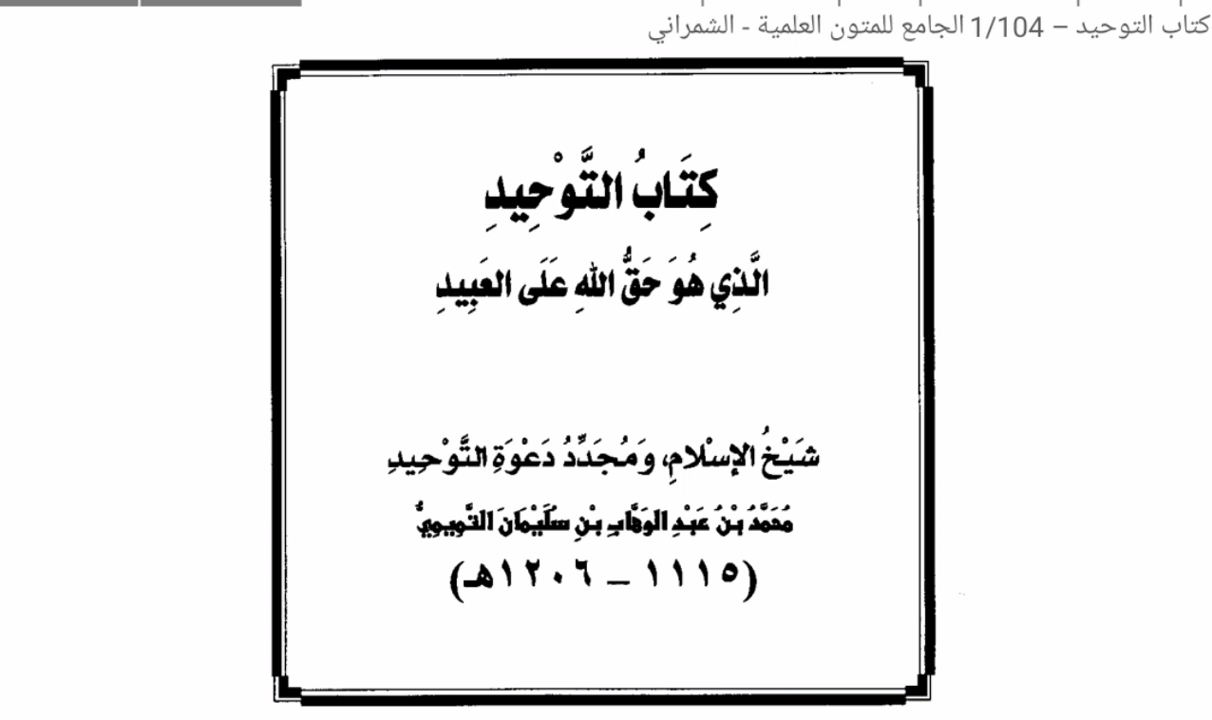 كتاب التوحيد – 1/104 الجامع للمتون العلمية - الشمراني
كِتَابُ التَّوْحِيدِ
الَّذِي هُوَ حَقُّ اللهِ عَلَى العَبِيدِ
شَيْخُ الإِسْلامِ، وَمُجَدِّدُ دَعْوَةِ التَّوْحِيدِ
مُحَمَّدُ بْنُ عَبْدِ الوَهَّابِ بْنِ سُلَيْمَانَ التَّمِيمِيُّ
(١١١٥ – ١٢٠٦هـ)